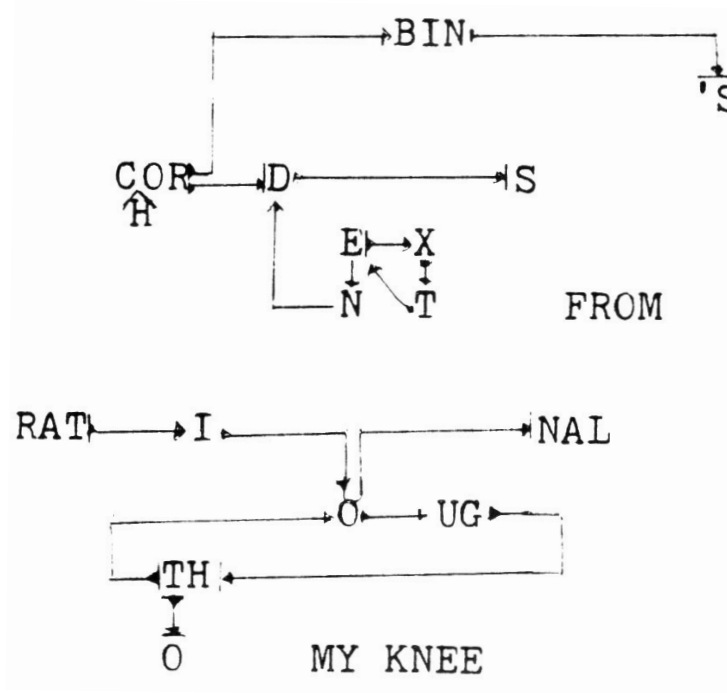 BIN
'S
COR D S
H
E X
N T FROM
RAT I NAL
O UG
TH
O MY KNEE